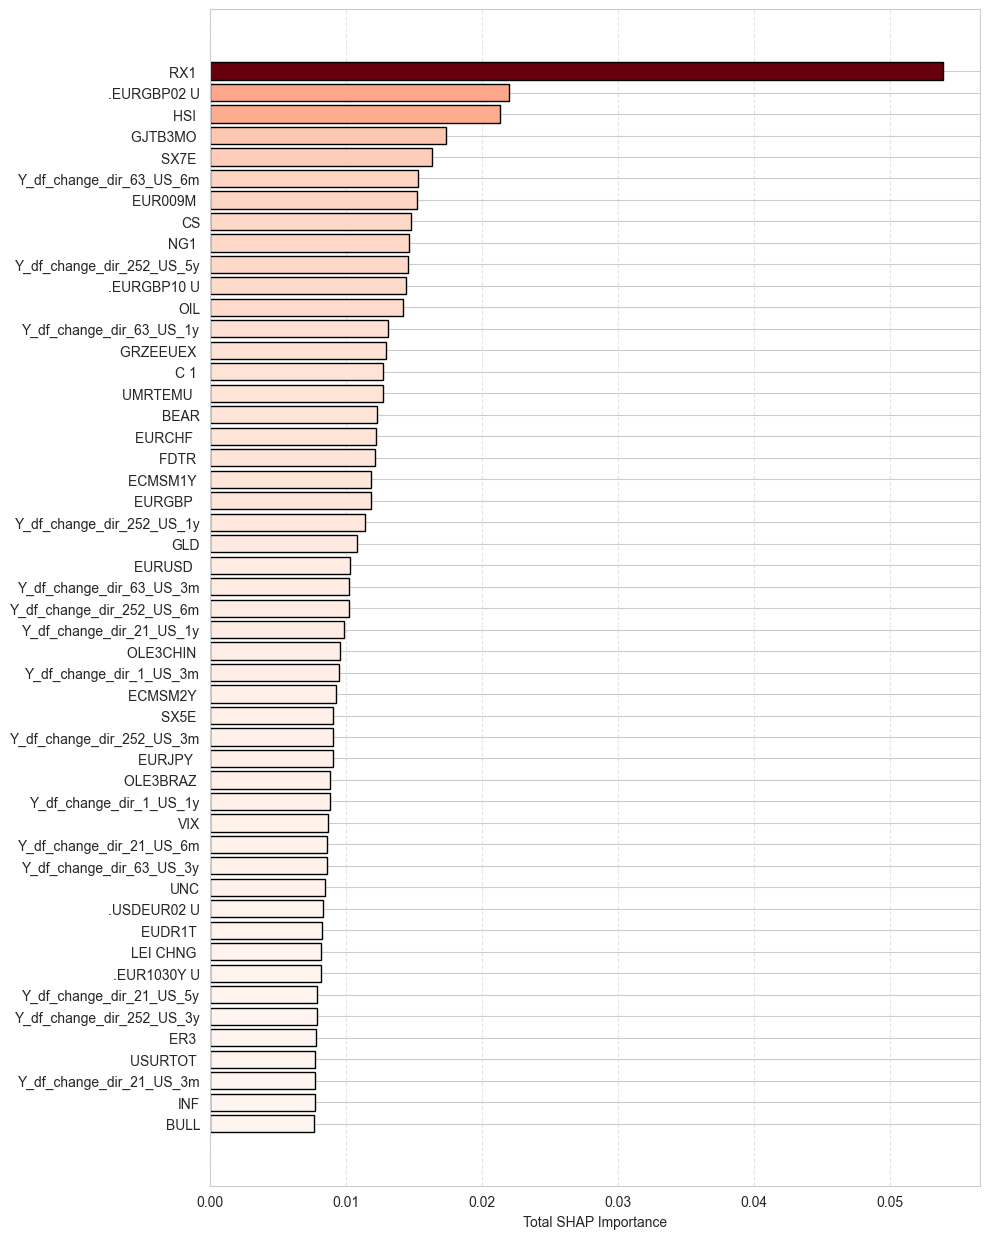 RX1
.EURGBP02 U
HSI
GJTB3MO
SX7E
Y_df_change_dir_63_US_6m
EUR009M
CS
NG1
Y_df_change_dir_252_US_5y
.EURGBP10 U
OIL
Y_df_change_dir_63_US_1y
GRZEEUEX
C 1
UMRTEMU
BEAR
EURCHF
FDTR
ECMSM1Y
EURGBP
Y_df_change_dir_252_US_1y
GLD
EURUSD
Y_df_change_dir_63_US_3m
Y_df_change_dir_252_US_6m
Y_df_change_dir_21_US_1y
OLE3CHIN
Y_df_change_dir_1_US_3m
ECMSM2Y
SX5E
Y_df_change_dir_252_US_3m
EURJPY
OLE3BRAZ
Y_df_change_dir_1_US_1y
VIX
Y_df_change_dir_21_US_6m
Y_df_change_dir_63_US_3y
UNC
.USDEUR02 U
EUDR1T
LEI CHNG
.EUR1030Y U
Y_df_change_dir_21_US_5y
Y_df_change_dir_252_US_3y
ER3
USURTOT
Y_df_change_dir_21_US_3m
INF
BULL
0.00 0.01 0.02 0.03 0.04 0.05
Total SHAP Importance